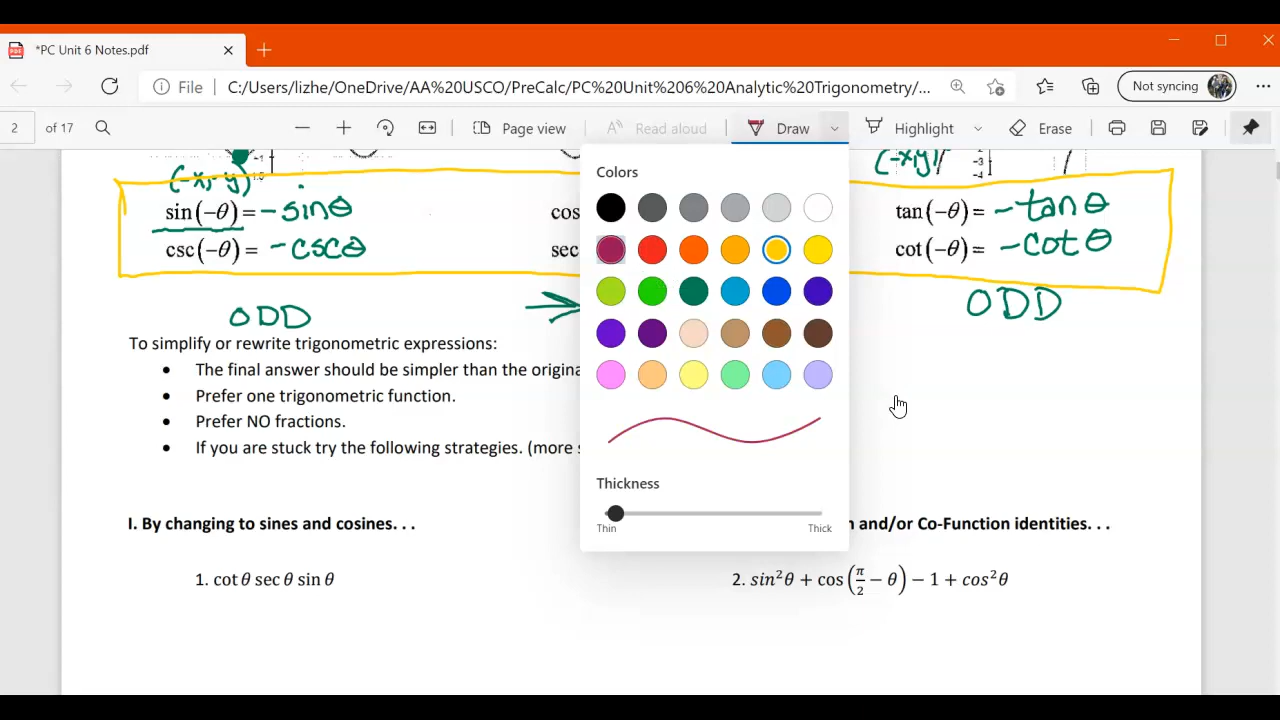 *PC Unit 6 Notes.pdf
File C:/Users/lizhe/OneDrive/AA%20USCO/PreCalc/PC%20Unit%206%20Analytic%20Trigonometry/... Not syncing
2 of 17 Page view Read aloud Draw Highlight Erase
Colors
Thickness
Thin Thick
(-x,-y) -1
(-x,y) -3
-4
sin(−θ)= -sinθ cos tan(−θ)= -tanθ
csc(−θ)= -cscθ sec cot(−θ)= -cotθ
ODD ODD
To simplify or rewrite trigonometric expressions:
• The final answer should be simpler than the origina
• Prefer one trigonometric function.
• Prefer NO fractions.
• If you are stuck try the following strategies. (more s
I. By changing to sines and cosines. . . and/or Co-Function identities. . .
1. cot θ sec θ sin θ 2. sin²θ + cos(π/2 − θ) − 1 + cos²θ